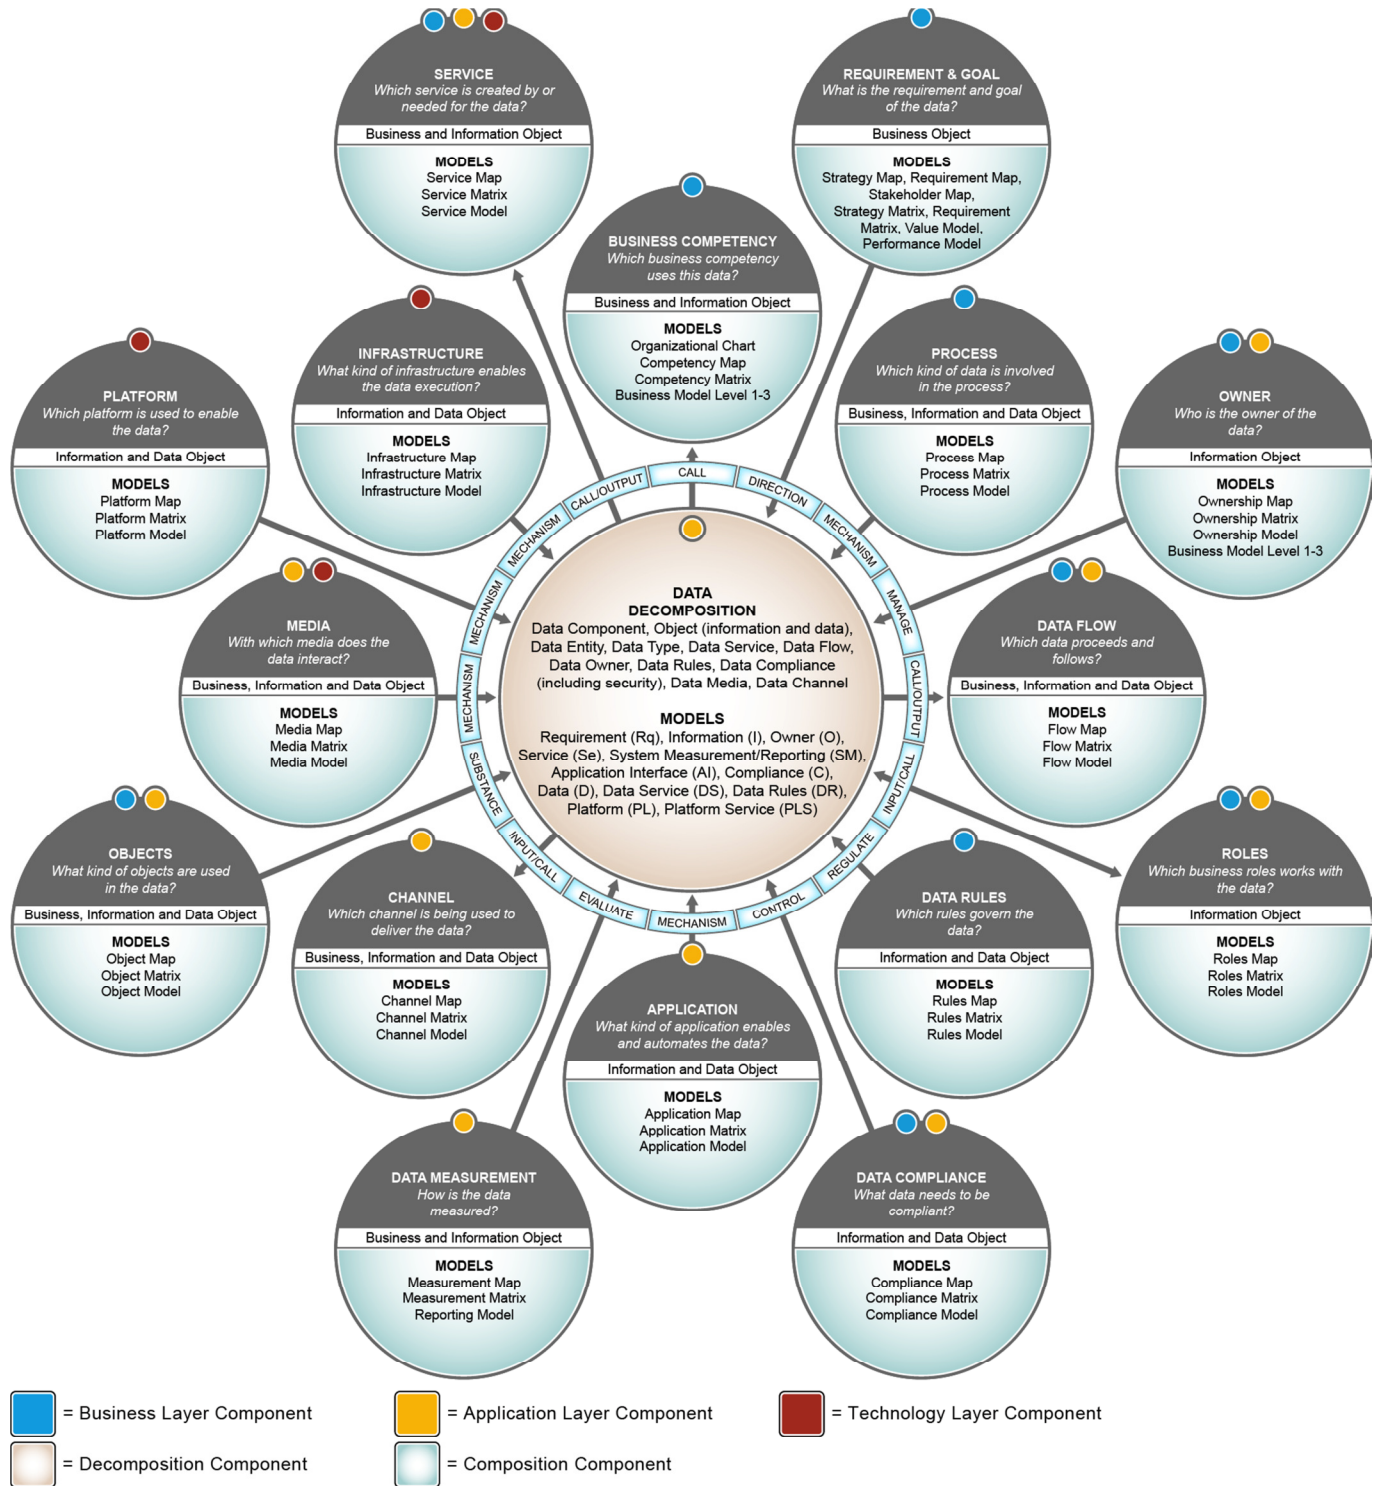 SERVICE
Which service is created by or
needed for the data?
Business and Information Object
MODELS
Service Map
Service Matrix
Service Model
REQUIREMENT & GOAL
What is the requirement and goal
of the data?
Business Object
MODELS
Strategy Map, Requirement Map,
Stakeholder Map,
Strategy Matrix, Requirement
Matrix, Value Model,
Performance Model
BUSINESS COMPETENCY
Which business competency
uses this data?
Business and Information Object
MODELS
Organizational Chart
Competency Map
Competency Matrix
Business Model Level 1-3
INFRASTRUCTURE
What kind of infrastructure enables
the data execution?
Information and Data Object
MODELS
Infrastructure Map
Infrastructure Matrix
Infrastructure Model
PROCESS
Which kind of data is involved
in the process?
Business, Information and Data Object
MODELS
Process Map
Process Matrix
Process Model
PLATFORM
Which platform is used to enable
the data?
Information and Data Object
MODELS
Platform Map
Platform Matrix
Platform Model
OWNER
Who is the owner of the
data?
Information Object
MODELS
Ownership Map
Ownership Matrix
Ownership Model
Business Model Level 1-3
CALL
DIRECTION
MECHANISM
MANAGE
CALL/OUTPUT
INPUT/CALL
REGULATE
CONTROL
MECHANISM
EVALUATE
INPUT/CALL
SUBSTANCE
MECHANISM
MECHANISM
MECHANISM
CALL/OUTPUT
DATA
DECOMPOSITION
Data Component, Object (information and data),
Data Entity, Data Type, Data Service, Data Flow,
Data Owner, Data Rules, Data Compliance
(including security), Data Media, Data Channel
MODELS
Requirement (Rq), Information (I), Owner (O),
Service (Se), System Measurement/Reporting (SM),
Application Interface (AI), Compliance (C),
Data (D), Data Service (DS), Data Rules (DR),
Platform (PL), Platform Service (PLS)
MEDIA
With which media does the
data interact?
Business, Information and Data Object
MODELS
Media Map
Media Matrix
Media Model
DATA FLOW
Which data proceeds and
follows?
Business, Information and Data Object
MODELS
Flow Map
Flow Matrix
Flow Model
OBJECTS
What kind of objects are used
in the data?
Business, Information and Data Object
MODELS
Object Map
Object Matrix
Object Model
ROLES
Which business roles works with
the data?
Information Object
MODELS
Roles Map
Roles Matrix
Roles Model
CHANNEL
Which channel is being used to
deliver the data?
Business, Information and Data Object
MODELS
Channel Map
Channel Matrix
Channel Model
DATA RULES
Which rules govern the
data?
Information and Data Object
MODELS
Rules Map
Rules Matrix
Rules Model
APPLICATION
What kind of application enables
and automates the data?
Information and Data Object
MODELS
Application Map
Application Matrix
Application Model
DATA MEASUREMENT
How is the data
measured?
Business and Information Object
MODELS
Measurement Map
Measurement Matrix
Reporting Model
DATA COMPLIANCE
What data needs to be
compliant?
Information and Data Object
MODELS
Compliance Map
Compliance Matrix
Compliance Model
= Business Layer Component
= Application Layer Component
= Technology Layer Component
= Decomposition Component
= Composition Component